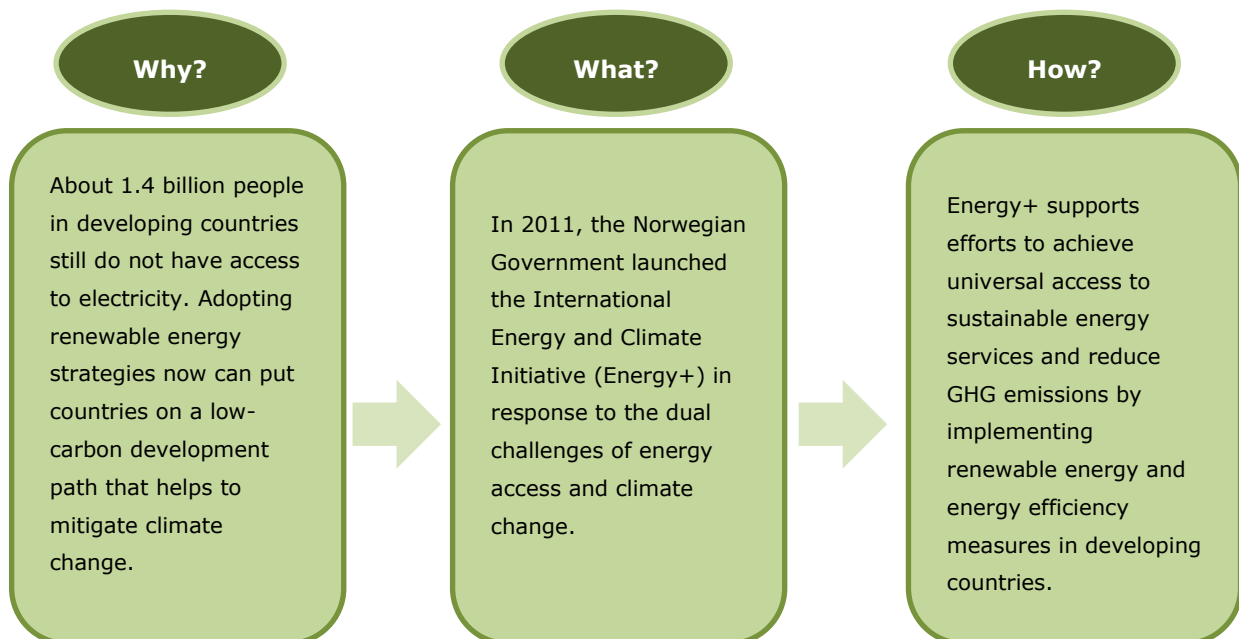 Why?
About 1.4 billion people
in developing countries
still do not have access
to electricity. Adopting
renewable energy
strategies now can put
countries on a low-
carbon development
path that helps to
mitigate climate
change.
What?
In 2011, the Norwegian
Government launched
the International
Energy and Climate
Initiative (Energy+) in
response to the dual
challenges of energy
access and climate
change.
How?
Energy+ supports
efforts to achieve
universal access to
sustainable energy
services and reduce
GHG emissions by
implementing
renewable energy and
energy efficiency
measures in developing
countries.